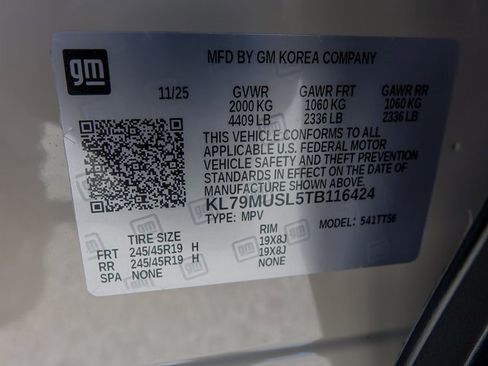 gm
MFD BY GM KOREA COMPANY
11/25 GVWR GAWR FRT GAWR RR
2000 KG 1060 KG 1060 KG
4409 LB 2336 LB 2336 LB
THIS VEHICLE CONFORMS TO ALL
APPLICABLE U.S. FEDERAL MOTOR
VEHICLE SAFETY AND THEFT PREVENTION
STANDARDS IN EFFECT ON THE DATE OF
MANUFACTURE SHOWN ABOVE.
KL79MUSL5TB116424
TYPE: MPV MODEL: 541TTS6
TIRE SIZE RIM
FRT 245/45R19 H 19X8J
RR 245/45R19 H 19X8J
SPA NONE NONE